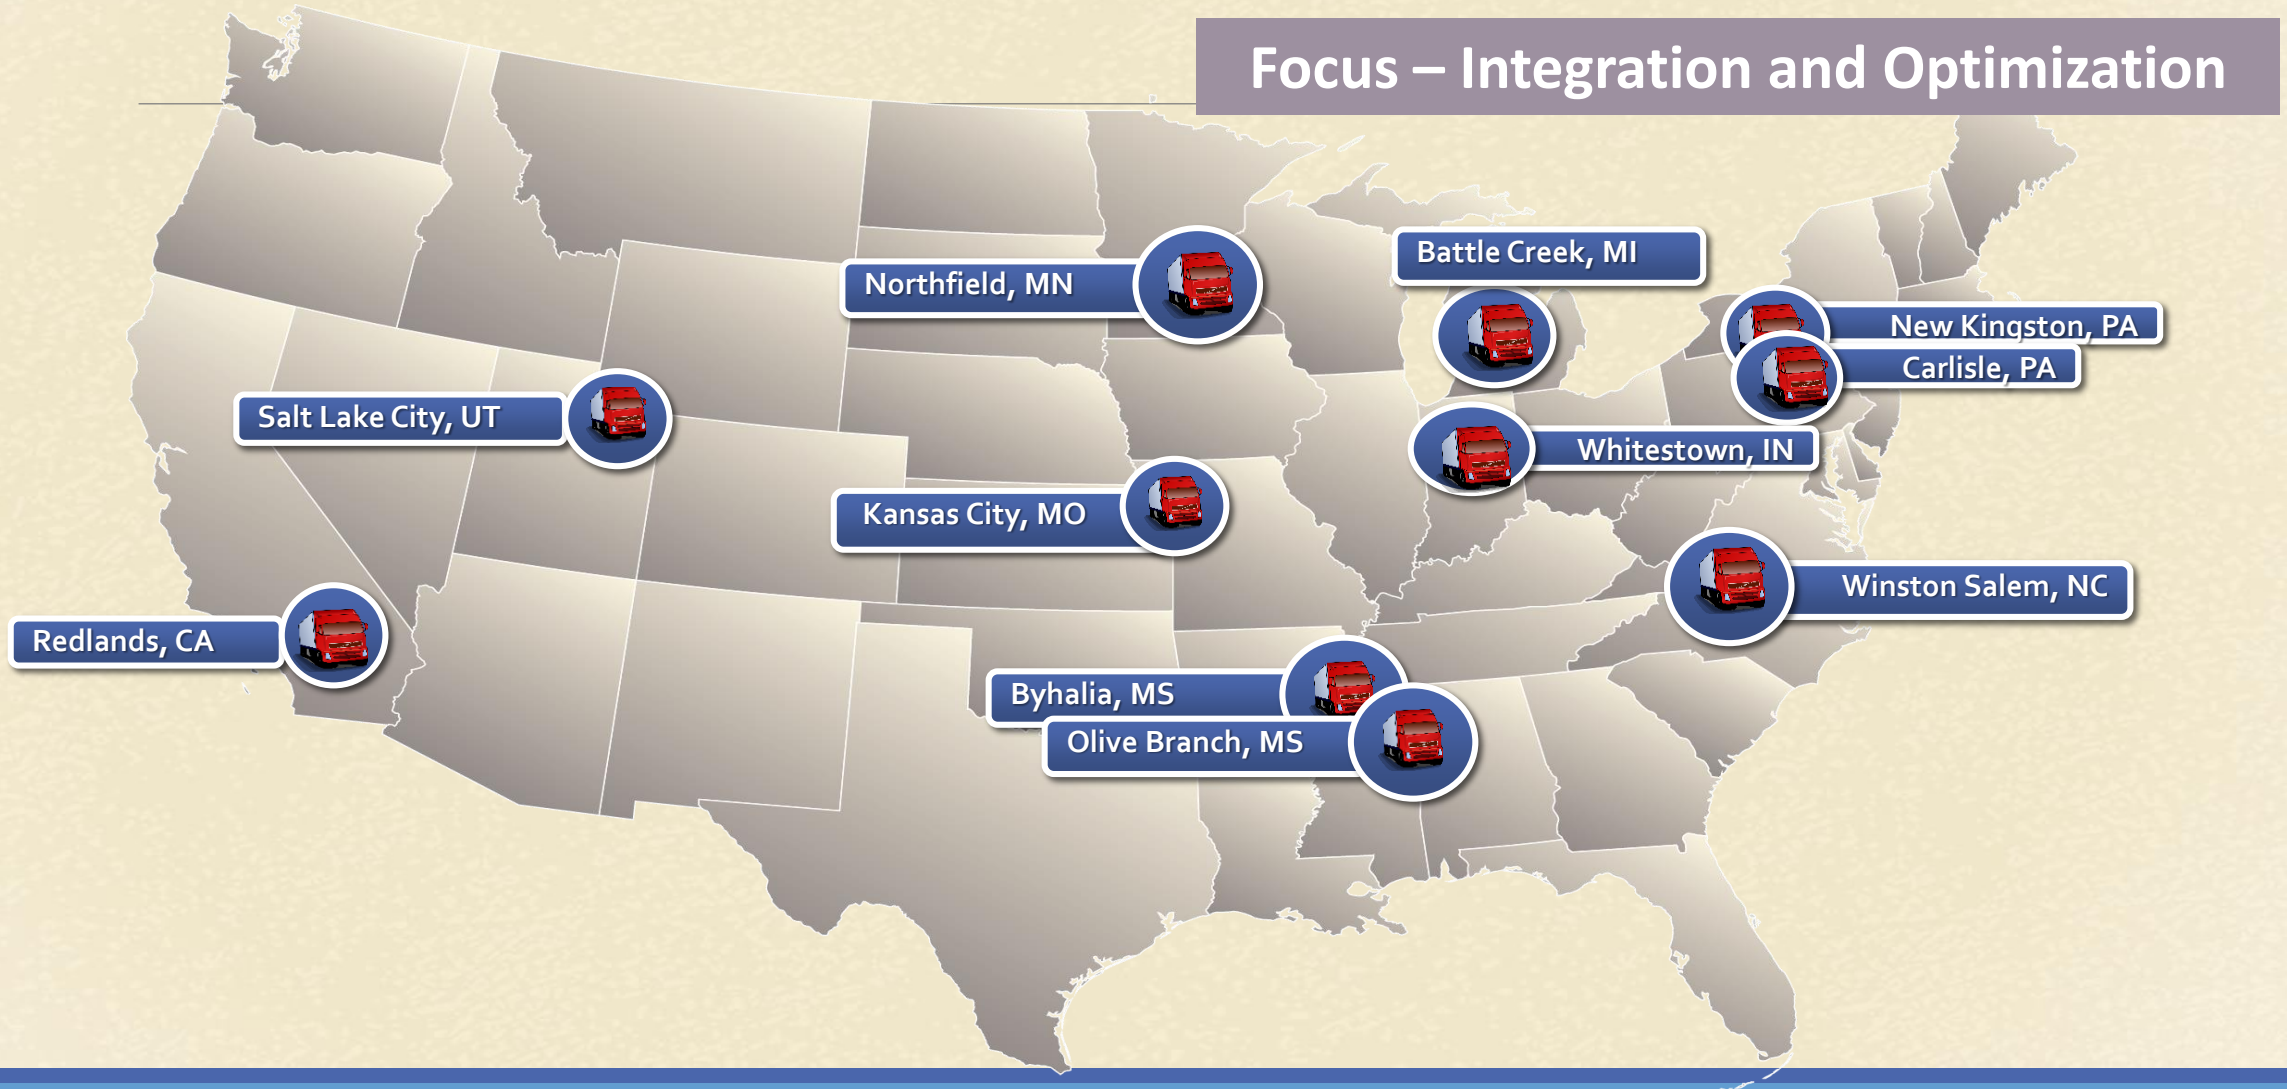 Focus – Integration and Optimization
Battle Creek, MI
Northfield, MN
New Kingston, PA
Carlisle, PA
Salt Lake City, UT
Whitestown, IN
Kansas City, MO
Winston Salem, NC
Redlands, CA
Byhalia, MS
Olive Branch, MS